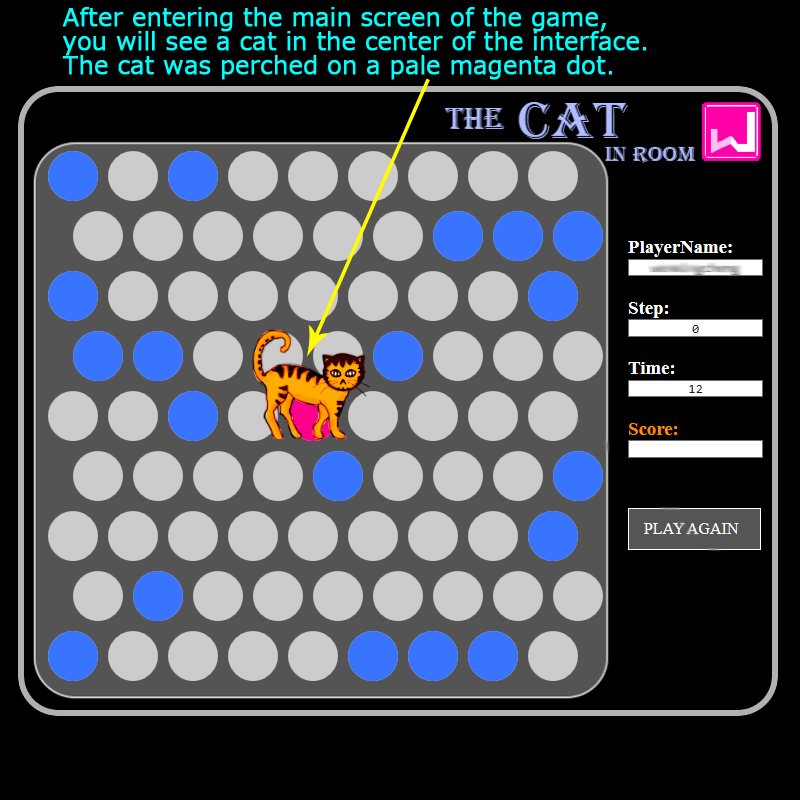 After entering the main screen of the game,
you will see a cat in the center of the interface.
The cat was perched on a pale magenta dot.
THE CAT
IN ROOM
PlayerName:
Step:
0
Time:
12
Score:
PLAY AGAIN